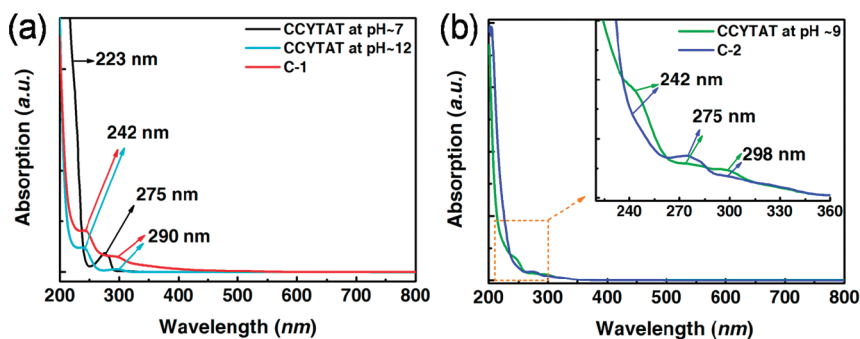 (a)
CCYTAT at pH~7
CCYTAT at pH~12
C-1
223 nm
242 nm
275 nm
290 nm
Absorption (a.u.)
200 300 400 500 600 700 800
Wavelength (nm)
(b)
CCYTAT at pH ~9
C-2
242 nm
275 nm
298 nm
240 270 300 330 360
Absorption (a.u.)
200 300 400 500 600 700 800
Wavelength (nm)